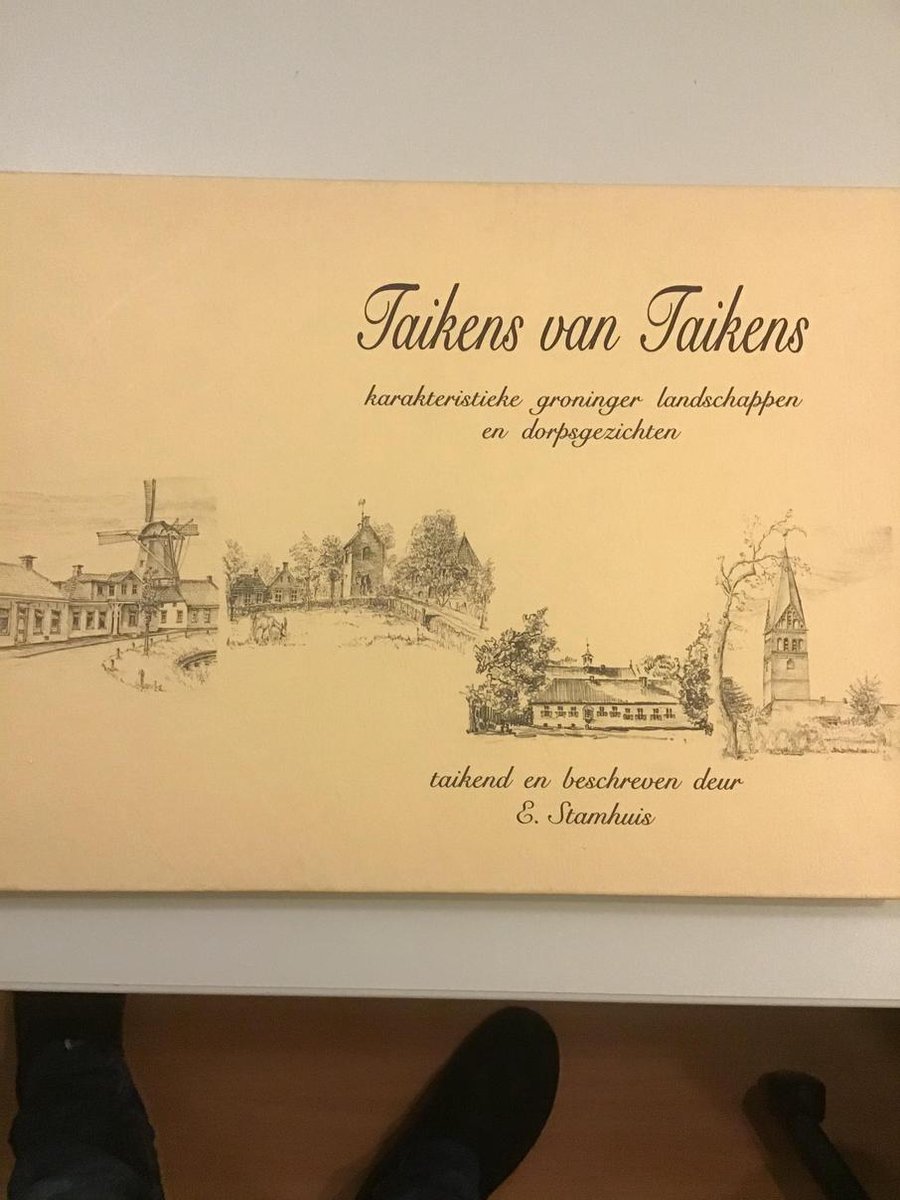 Taikens van Taikens
karakteristieke groninger landschappen
en dorpsgezichten
taikend en beschreven deur
E. Stamhuis